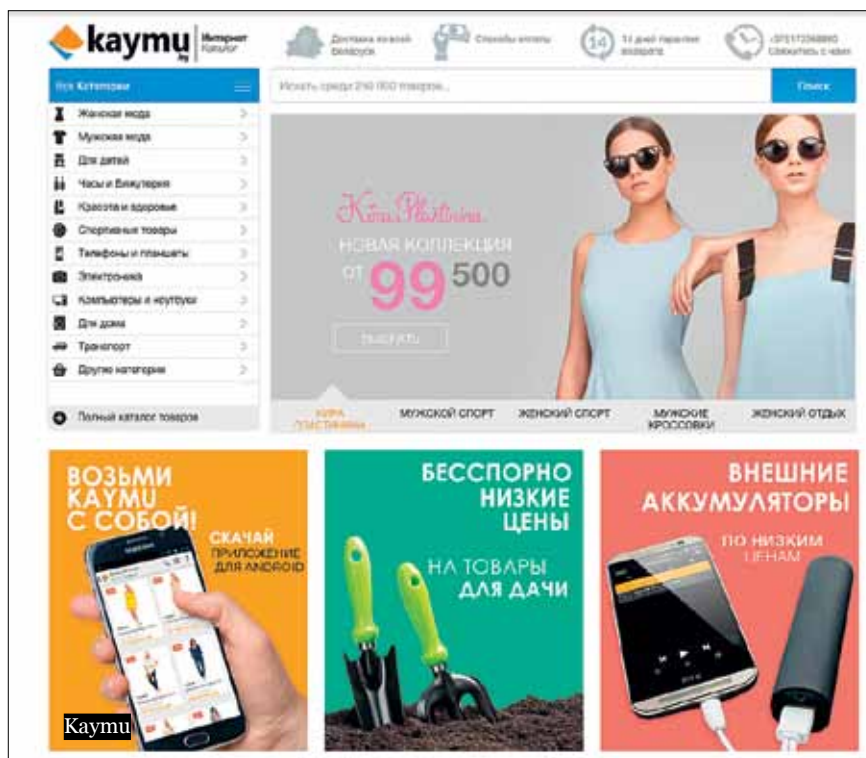 kaymu
.by
Интернет
Каталог
Доставка по всей
Беларуси
Способы оплаты
14
14 дней гарантия
возврата
Свяжитесь с нами
Все Категории
Искать среди 210 000 товаров...
Поиск
Женская мода
Мужская мода
Для детей
Часы и Бижутерия
Красота и здоровье
Спортивные товары
Телефоны и планшеты
Электроника
Компьютеры и ноутбуки
Для дома
Транспорт
Другие категории
Полный каталог товаров
Kira Plastinina
НОВАЯ КОЛЛЕКЦИЯ
ОТ 99 500
КИРА
ПЛАСТИНИНА
МУЖСКОЙ СПОРТ
ЖЕНСКИЙ СПОРТ
МУЖСКИЕ
КРОССОВКИ
ЖЕНСКИЙ ОТДЫХ
ВОЗЬМИ
KAYMU
С СОБОЙ!
СКАЧАЙ
ПРИЛОЖЕНИЕ
ДЛЯ ANDROID
Kaymu
БЕССПОРНО
НИЗКИЕ
ЦЕНЫ
НА ТОВАРЫ
ДЛЯ ДАЧИ
ВНЕШНИЕ
АККУМУЛЯТОРЫ
ПО НИЗКИМ
ЦЕНАМ